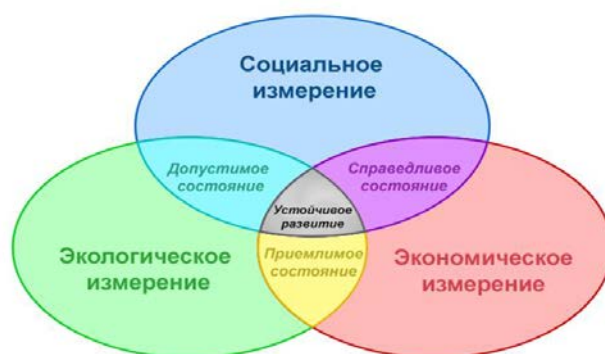 Социальное
измерение
Допустимое
состояние
Справедливое
состояние
Устойчивое
развитие
Экологическое
измерение
Приемлимое
состояние
Экономическое
измерение